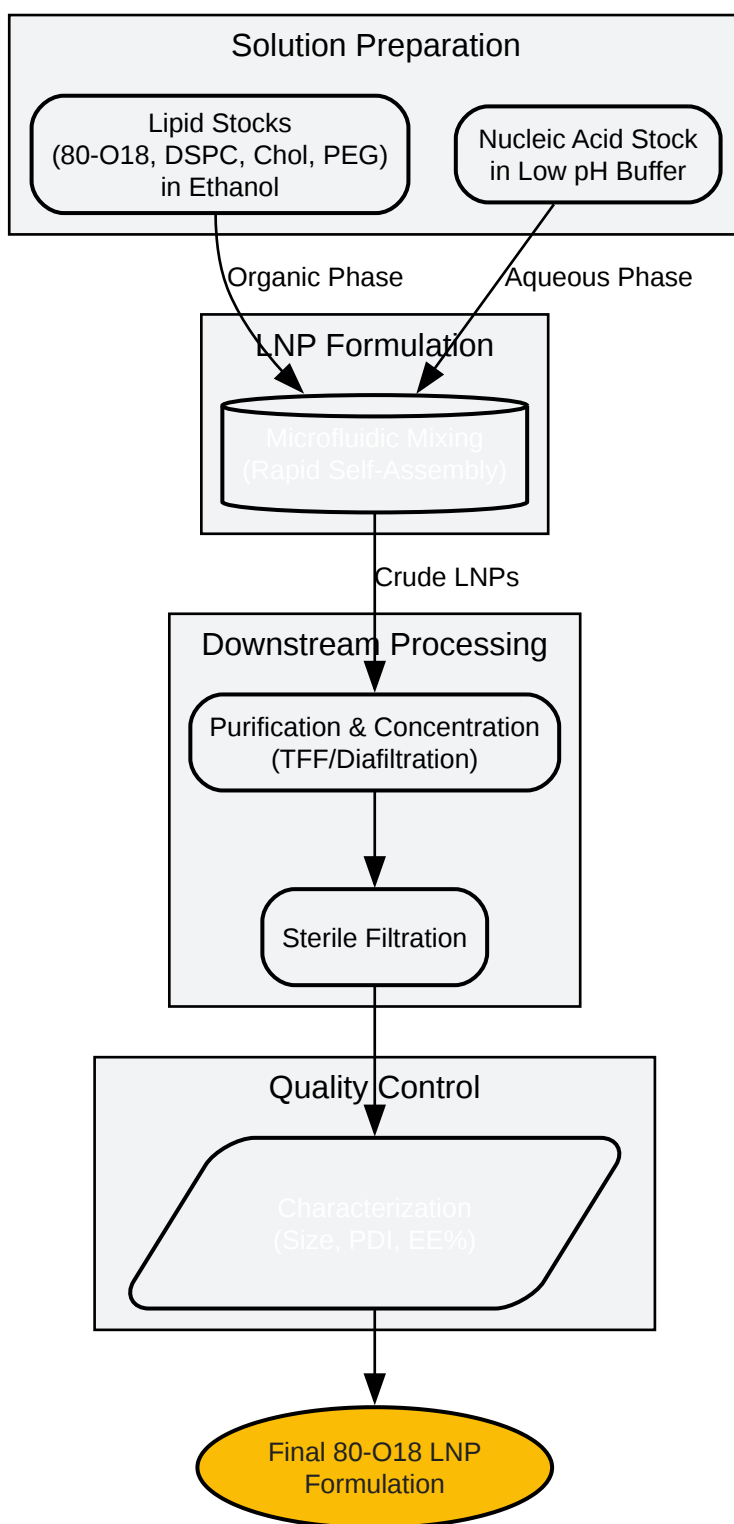 Solution Preparation
Lipid Stocks
(80-O18, DSPC, Chol, PEG)
in Ethanol
Nucleic Acid Stock
in Low pH Buffer
Organic Phase
Aqueous Phase
LNP Formulation
Microfluidic Mixing
(Rapid Self-Assembly)
Crude LNPs
Downstream Processing
Purification & Concentration
(TFF/Diafiltration)
Sterile Filtration
Quality Control
Characterization
(Size, PDI, EE%)
Final 80-O18 LNP
Formulation